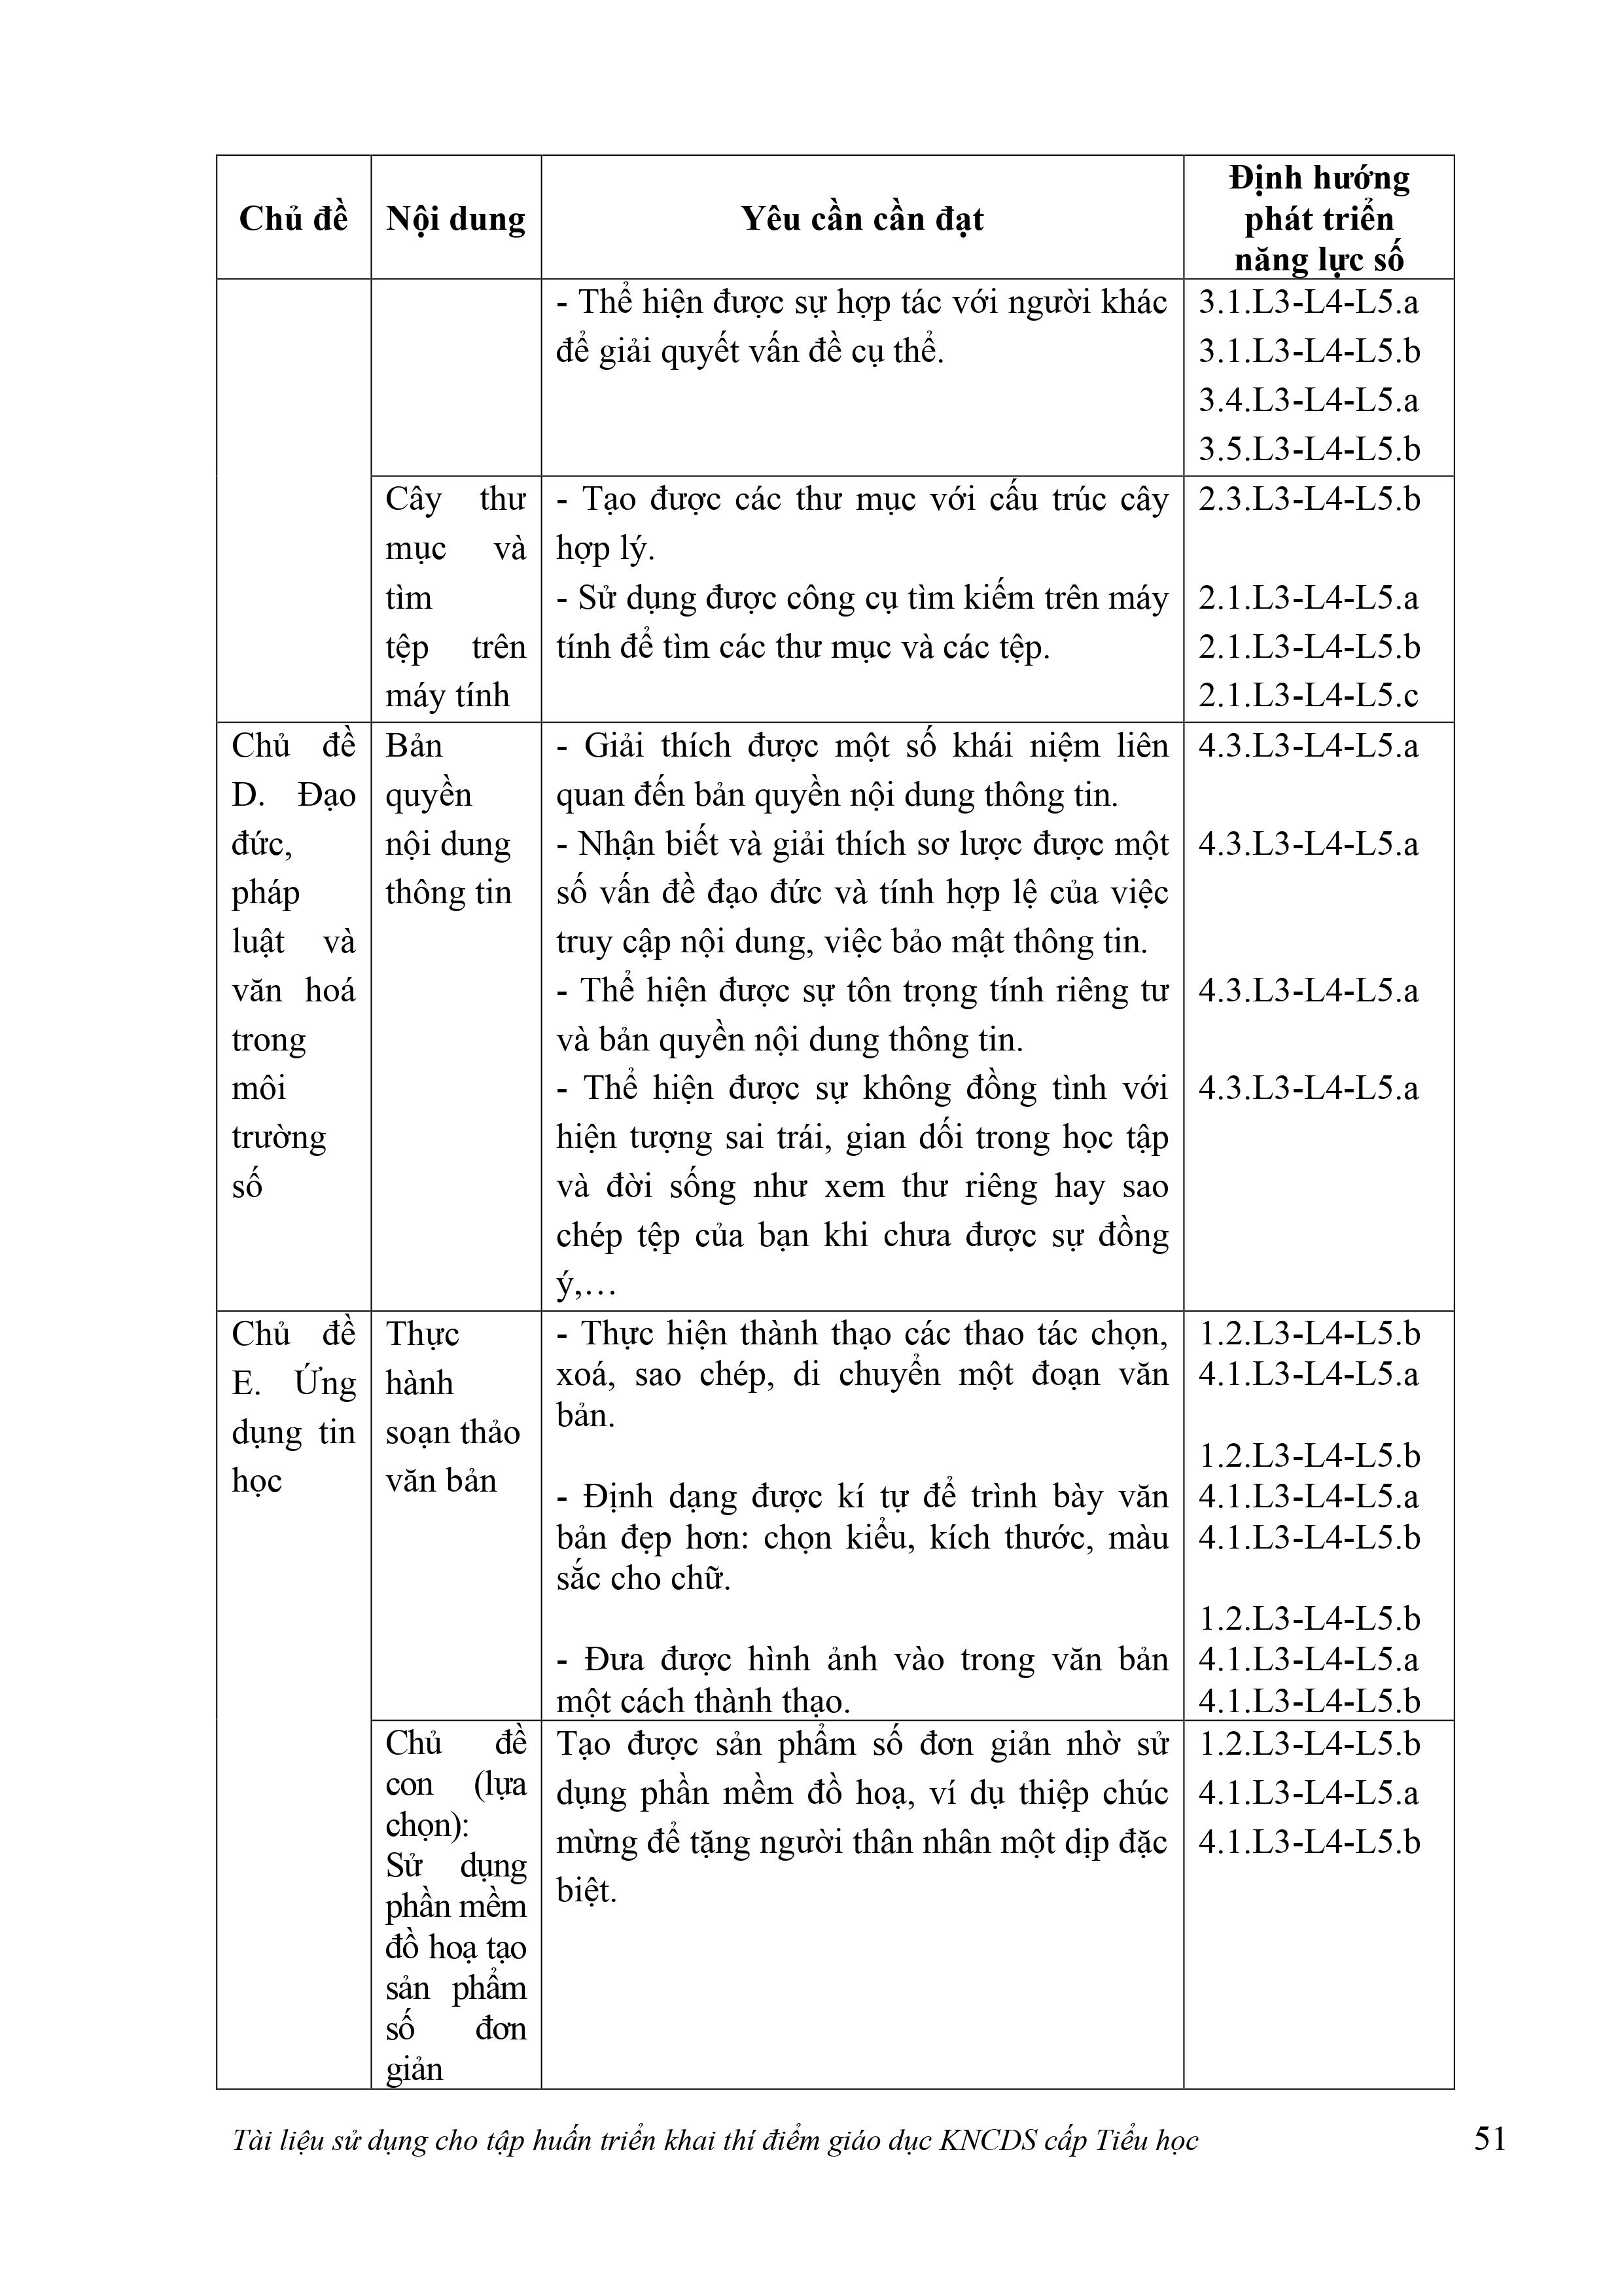 Chủ đề
Nội dung
Yêu cần cần đạt
Định hướng
phát triển
năng lực số
- Thể hiện được sự hợp tác với người khác
để giải quyết vấn đề cụ thể.
3.1.L3-L4-L5.a
3.1.L3-L4-L5.b
3.4.L3-L4-L5.a
3.5.L3-L4-L5.b
Cây thư
mục và
tìm
tệp trên
máy tính
- Tạo được các thư mục với cấu trúc cây
hợp lý.
- Sử dụng được công cụ tìm kiếm trên máy
tính để tìm các thư mục và các tệp.
2.3.L3-L4-L5.b
2.1.L3-L4-L5.a
2.1.L3-L4-L5.b
2.1.L3-L4-L5.c
Chủ đề
D. Đạo
đức,
pháp
luật và
văn hoá
trong
môi
trường
số
Bản
quyền
nội dung
thông tin
- Giải thích được một số khái niệm liên
quan đến bản quyền nội dung thông tin.
- Nhận biết và giải thích sơ lược được một
số vấn đề đạo đức và tính hợp lệ của việc
truy cập nội dung, việc bảo mật thông tin.
- Thể hiện được sự tôn trọng tính riêng tư
và bản quyền nội dung thông tin.
- Thể hiện được sự không đồng tình với
hiện tượng sai trái, gian dối trong học tập
và đời sống như xem thư riêng hay sao
chép tệp của bạn khi chưa được sự đồng
ý,…
4.3.L3-L4-L5.a
4.3.L3-L4-L5.a
4.3.L3-L4-L5.a
4.3.L3-L4-L5.a
Chủ đề
E. Ứng
dụng tin
học
Thực
hành
soạn thảo
văn bản
- Thực hiện thành thạo các thao tác chọn,
xoá, sao chép, di chuyển một đoạn văn
bản.
- Định dạng được kí tự để trình bày văn
bản đẹp hơn: chọn kiểu, kích thước, màu
sắc cho chữ.
- Đưa được hình ảnh vào trong văn bản
một cách thành thạo.
1.2.L3-L4-L5.b
4.1.L3-L4-L5.a
1.2.L3-L4-L5.b
4.1.L3-L4-L5.a
4.1.L3-L4-L5.b
1.2.L3-L4-L5.b
4.1.L3-L4-L5.a
4.1.L3-L4-L5.b
Chủ đề
con (lựa
chọn):
Sử dụng
phần mềm
đồ hoạ tạo
sản phẩm
số đơn
giản
Tạo được sản phẩm số đơn giản nhờ sử
dụng phần mềm đồ hoạ, ví dụ thiệp chúc
mừng để tặng người thân nhân một dịp đặc
biệt.
1.2.L3-L4-L5.b
4.1.L3-L4-L5.a
4.1.L3-L4-L5.b
Tài liệu sử dụng cho tập huấn triển khai thí điểm giáo dục KNCDS cấp Tiểu học
51